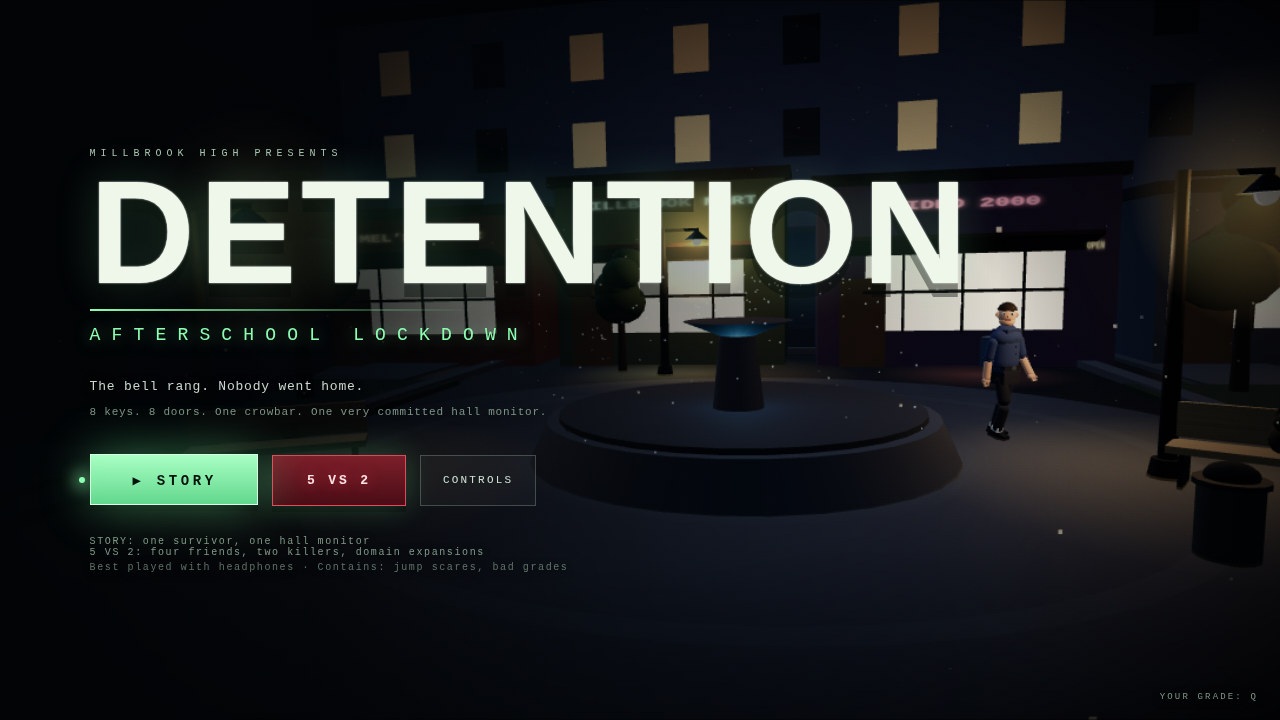 MILLBROOK HIGH PRESENTS
DETENTION
AFTERSCHOOL LOCKDOWN
The bell rang. Nobody went home.
8 keys. 8 doors. One crowbar. One very committed hall monitor.
▶ STORY
5 VS 2
CONTROLS
STORY: one survivor, one hall monitor
5 VS 2: four friends, two killers, domain expansions
Best played with headphones · Contains: jump scares, bad grades
2000
OPEN
YOUR GRADE: Q